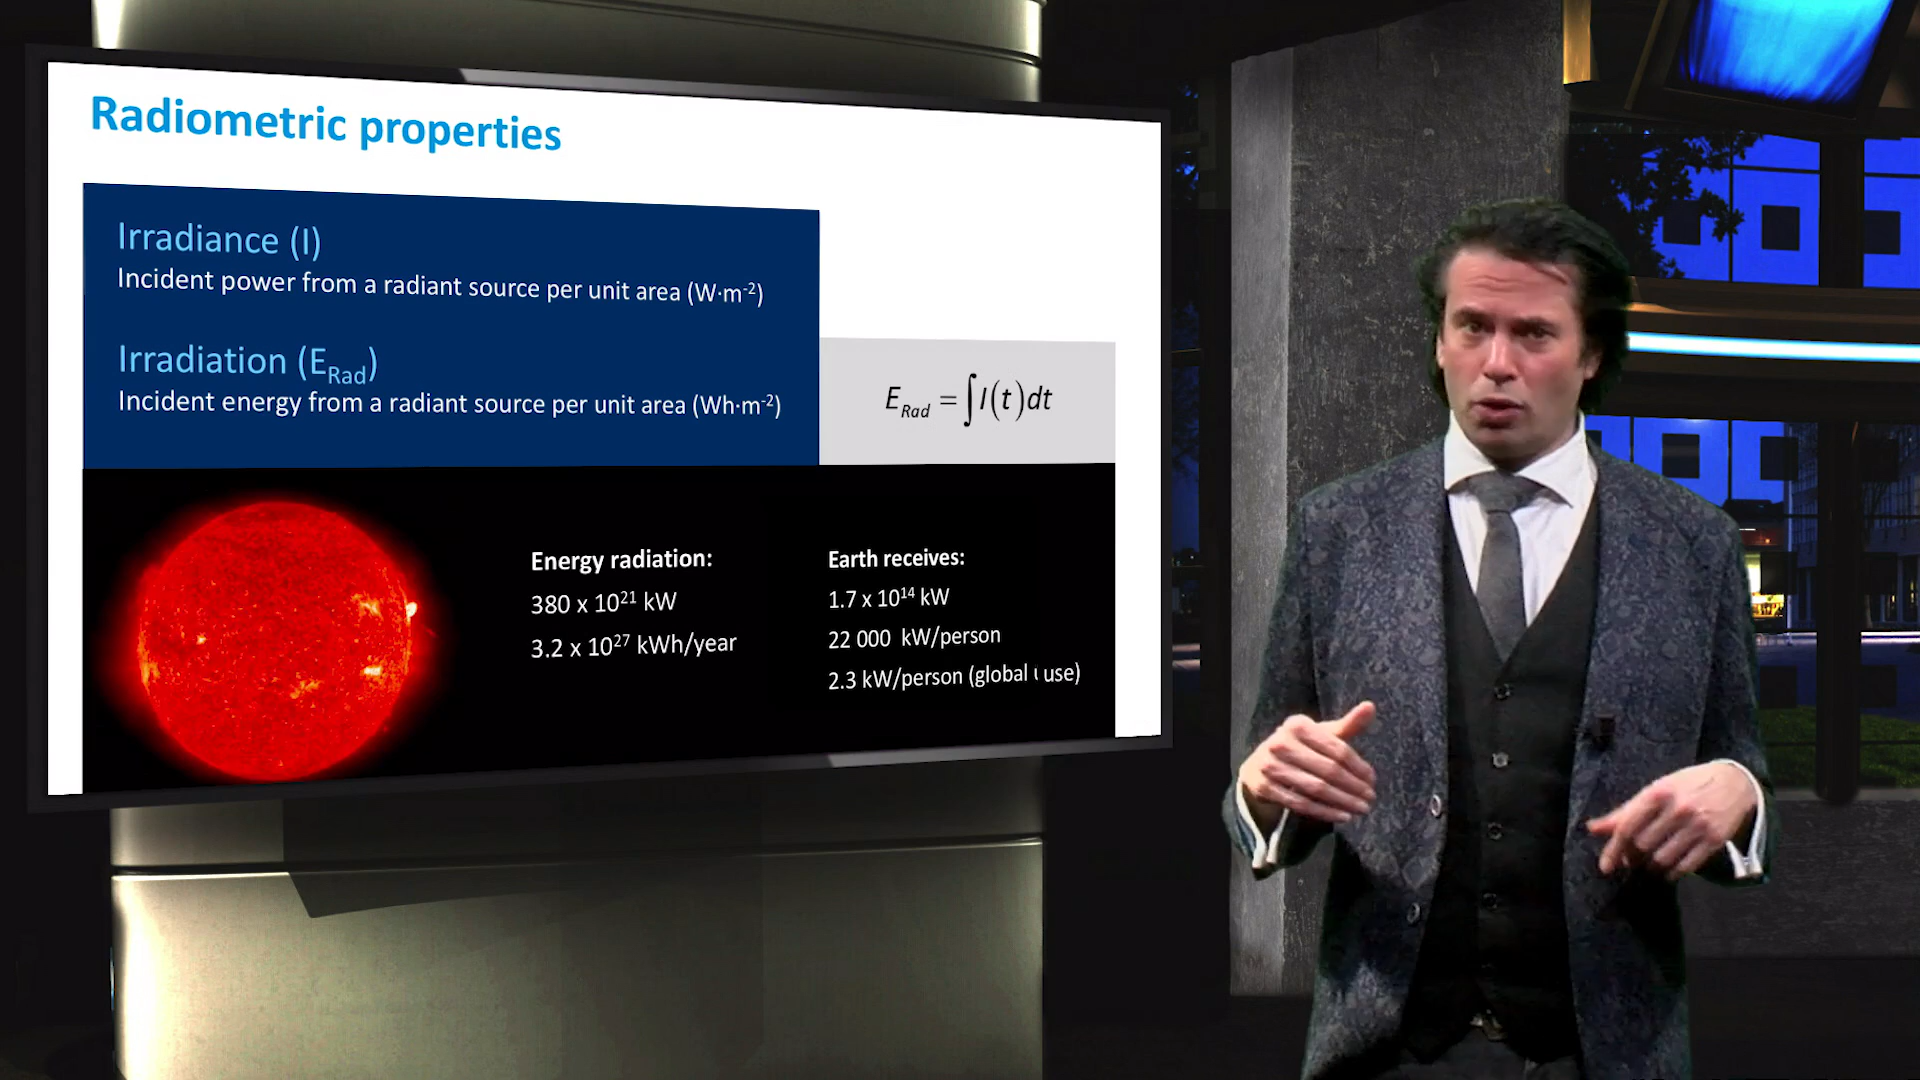 Radiometric properties
Irradiance (I)
Incident power from a radiant source per unit area (W·m⁻²)
Irradiation (E_Rad)
Incident energy from a radiant source per unit area (Wh·m⁻²)
E_Rad = ∫I(t)dt
Energy radiation:
380 x 10²¹ kW
3.2 x 10²⁷ kWh/year
Earth receives:
1.7 x 10¹⁴ kW
22 000 kW/person
2.3 kW/person (global use)